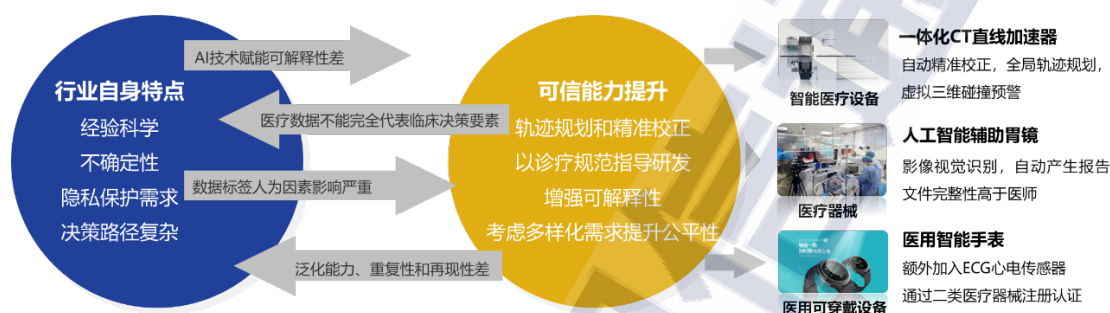 行业自身特点
经验科学
不确定性
隐私保护需求
决策路径复杂
AI技术赋能可解释性差
医疗数据不能完全代表临床决策要素
数据标签人为因素影响严重
泛化能力、重复性和再现性差
可信能力提升
轨迹规划和精准校正
以诊疗规范指导研发
增强可解释性
考虑多样化需求提升公平性
智能医疗设备
一体化CT直线加速器
自动精准校正，全局轨迹规划，
虚拟三维碰撞预警
医疗器械
人工智能辅助胃镜
影像视觉识别，自动产生报告
文件完整性高于医师
医用可穿戴设备
医用智能手表
额外加入ECG心电传感器
通过二类医疗器械注册认证